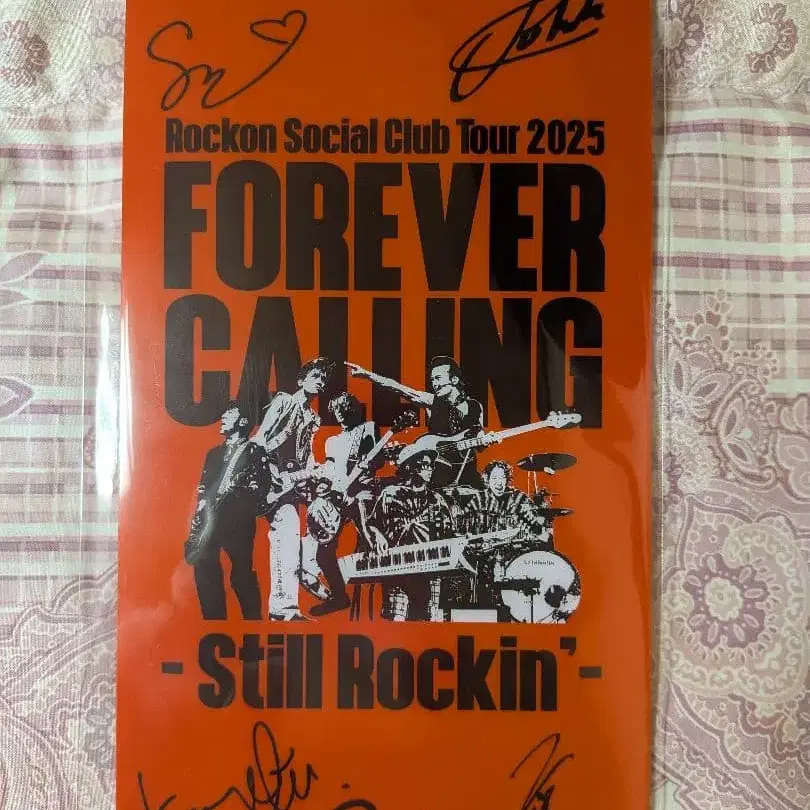 Rockon Social Club Tour 2025
FOREVER
CALLING
- Still Rockin' -